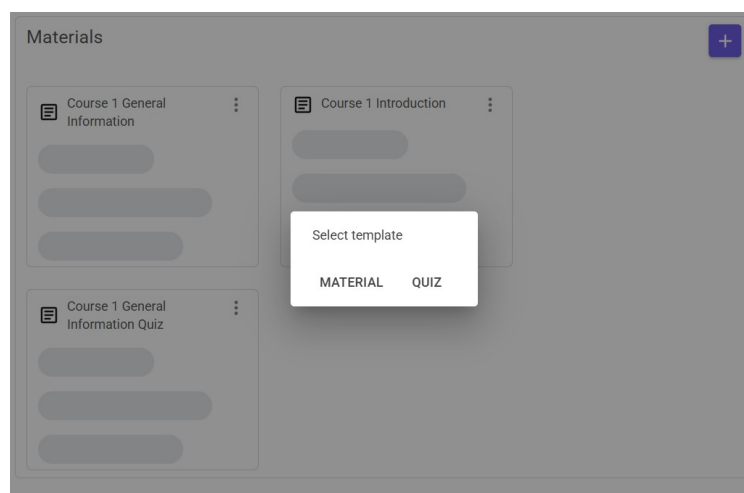 Materials
Course 1 General
Information
Course 1 Introduction
Select template
MATERIAL QUIZ
Course 1 General
Information Quiz